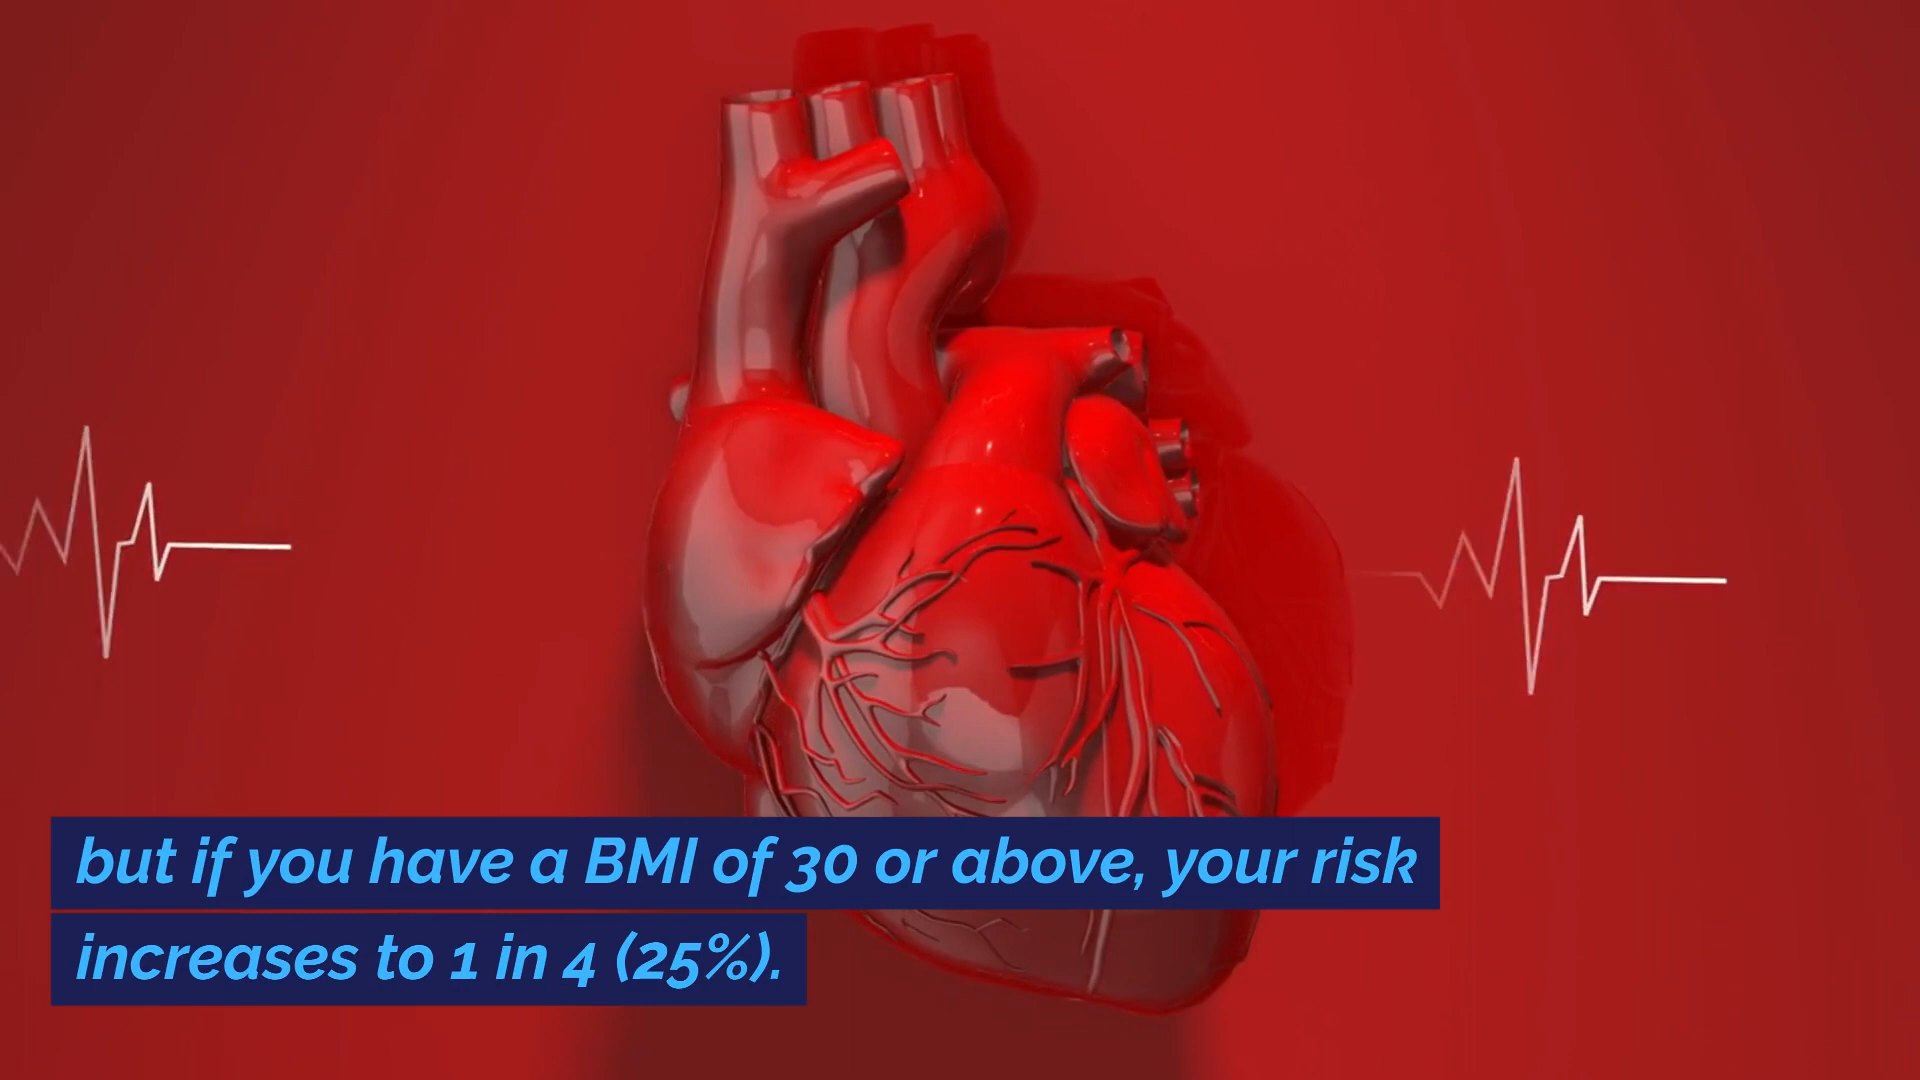 but if you have a BMI of 30 or above, your risk
increases to 1 in 4 (25%).